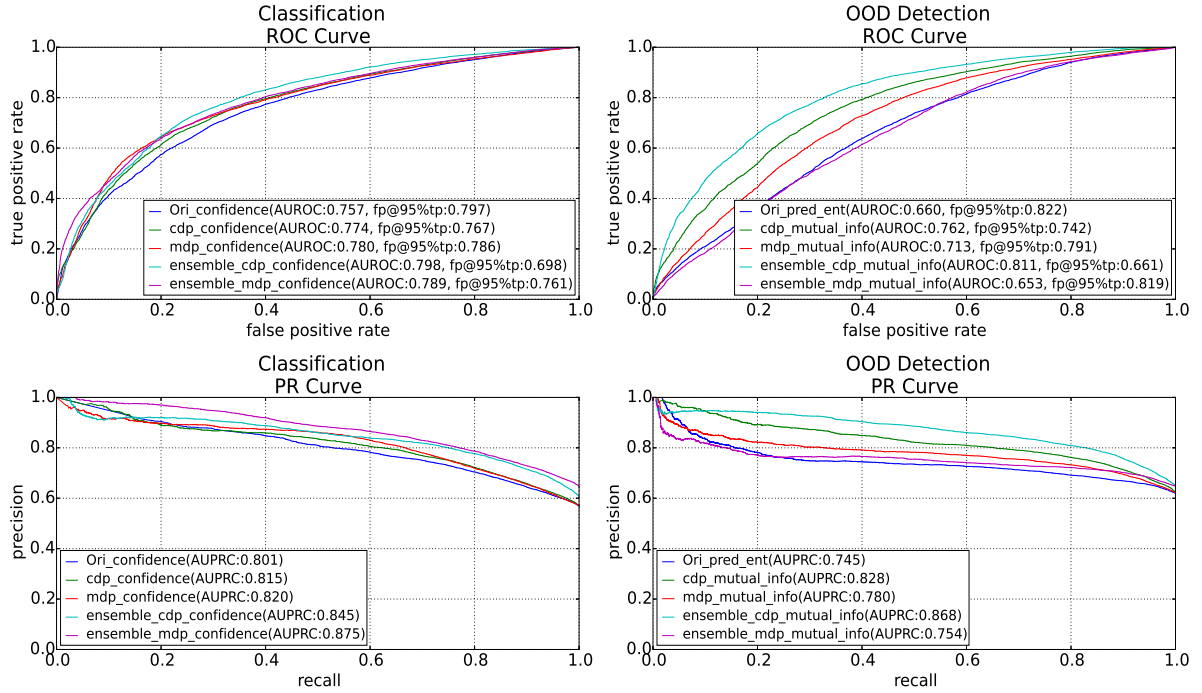 Classification
ROC Curve
1.0
0.8
0.6
0.4
0.2
0.0
true positive rate
Ori_confidence(AUROC:0.757, fp@95%tp:0.797)
cdp_confidence(AUROC:0.774, fp@95%tp:0.767)
mdp_confidence(AUROC:0.780, fp@95%tp:0.786)
ensemble_cdp_confidence(AUROC:0.798, fp@95%tp:0.698)
ensemble_mdp_confidence(AUROC:0.789, fp@95%tp:0.761)
0.0 0.2 0.4 0.6 0.8 1.0
false positive rate
OOD Detection
ROC Curve
1.0
0.8
0.6
0.4
0.2
0.0
true positive rate
Ori_pred_ent(AUROC:0.660, fp@95%tp:0.822)
cdp_mutual_info(AUROC:0.762, fp@95%tp:0.742)
mdp_mutual_info(AUROC:0.713, fp@95%tp:0.791)
ensemble_cdp_mutual_info(AUROC:0.811, fp@95%tp:0.661)
ensemble_mdp_mutual_info(AUROC:0.653, fp@95%tp:0.819)
0.0 0.2 0.4 0.6 0.8 1.0
false positive rate
Classification
PR Curve
1.0
0.8
0.6
0.4
0.2
0.0
precision
Ori_confidence(AUPRC:0.801)
cdp_confidence(AUPRC:0.815)
mdp_confidence(AUPRC:0.820)
ensemble_cdp_confidence(AUPRC:0.845)
ensemble_mdp_confidence(AUPRC:0.875)
0.0 0.2 0.4 0.6 0.8 1.0
recall
OOD Detection
PR Curve
1.0
0.8
0.6
0.4
0.2
0.0
precision
Ori_pred_ent(AUPRC:0.745)
cdp_mutual_info(AUPRC:0.828)
mdp_mutual_info(AUPRC:0.780)
ensemble_cdp_mutual_info(AUPRC:0.868)
ensemble_mdp_mutual_info(AUPRC:0.754)
0.0 0.2 0.4 0.6 0.8 1.0
recall